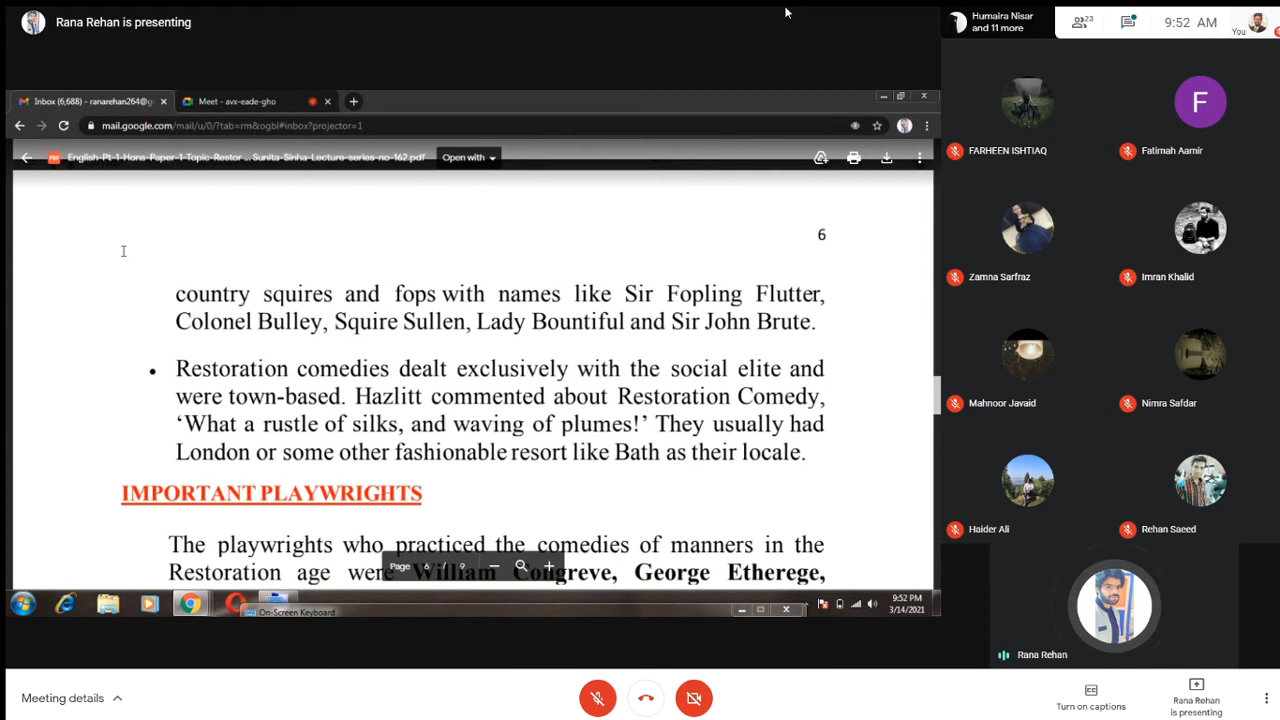 Rana Rehan is presenting
Humaira Nisar
and 11 more
23
9:52 AM
You
Inbox (6,688) - ranarehan264@g
Meet - avx-eade-gho
mail.google.com/mail/u/0/?tab=rm&ogbl#inbox?projector=1
PDF
English-Pt-1-Hons-Paper-1-Topic-Restor ... Sunita-Sinha-Lecture-series-no-162.pdf
Open with
6
country squires and fops with names like Sir Fopling Flutter,
Colonel Bulley, Squire Sullen, Lady Bountiful and Sir John Brute.
• Restoration comedies dealt exclusively with the social elite and
were town-based. Hazlitt commented about Restoration Comedy,
‘What a rustle of silks, and waving of plumes!’ They usually had
London or some other fashionable resort like Bath as their locale.
IMPORTANT PLAYWRIGHTS
The playwrights who practiced the comedies of manners in the
Restoration age were William Congreve, George Etherege,
Page 6 / 9
On-Screen Keyboard
9:52 PM
3/14/2021
FARHEEN ISHTIAQ
F
Fatimah Aamir
Zamna Sarfraz
Imran Khalid
Mahnoor Javaid
Nimra Safdar
Haider Ali
Rehan Saeed
Rana Rehan
Meeting details
CC
Turn on captions
Rana Rehan
is presenting